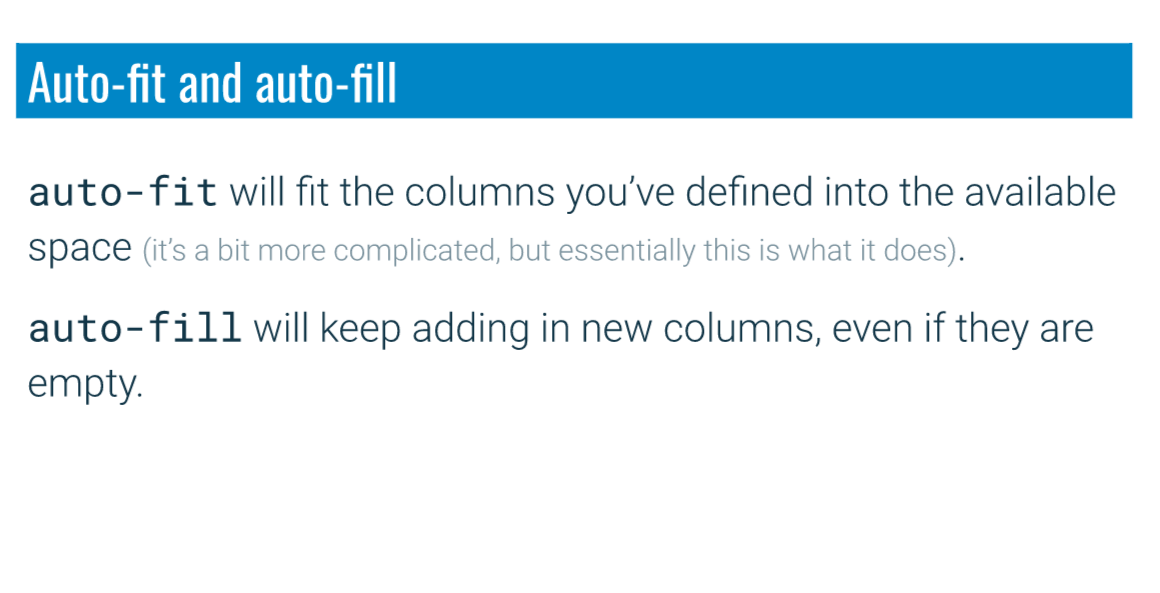 Auto-fit and auto-fill
auto-fit will fit the columns you’ve defined into the available
space (it’s a bit more complicated, but essentially this is what it does).
auto-fill will keep adding in new columns, even if they are
empty.